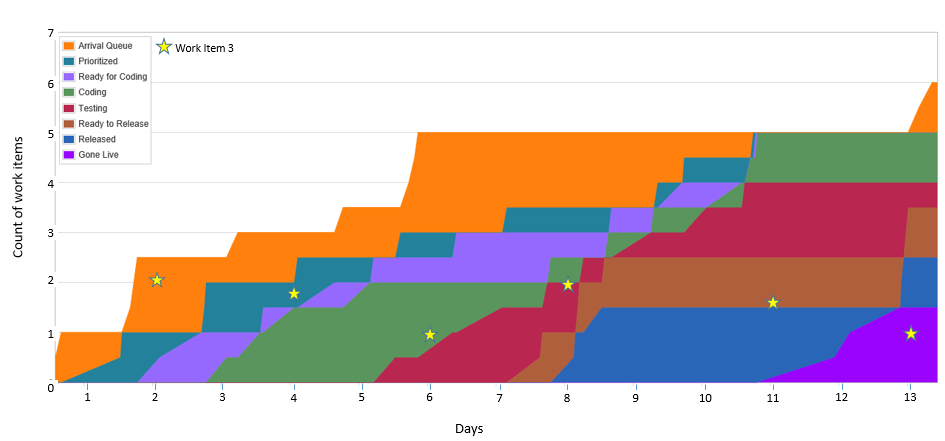 7
6
5
4
3
2
1
0
Count of work items
Arrival Queue
Prioritized
Ready for Coding
Coding
Testing
Ready to Release
Released
Gone Live
Work Item 3
1 2 3 4 5 6 7 8 9 10 11 12 13
Days